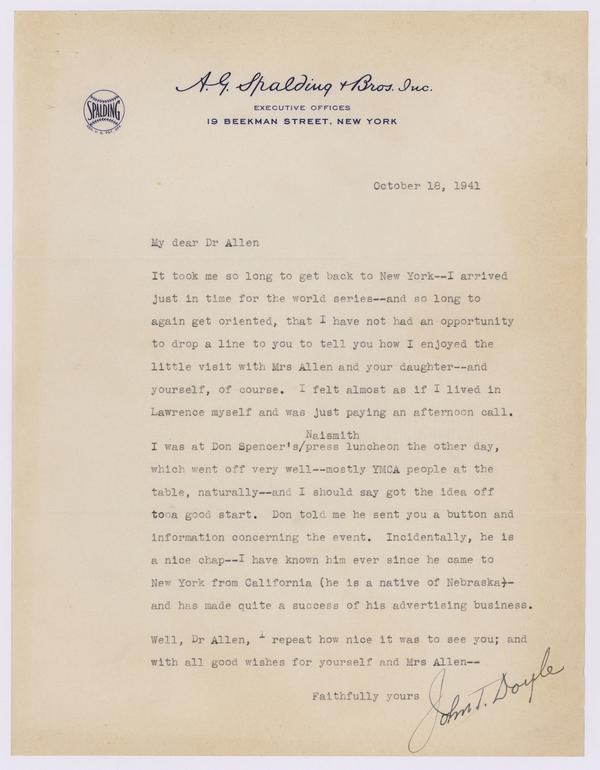 A.G. Spalding & Bros. Inc.
EXECUTIVE OFFICES
SPALDING
19 BEEKMAN STREET, NEW YORK
October 18, 1941
My dear Dr Allen
It took me so long to get back to New York--I arrived
just in time for the world series--and so long to
again get oriented, that I have not had an opportunity
to drop a line to you to tell you how I enjoyed the
little visit with Mrs Allen and your daughter--and
yourself, of course. I felt almost as if I lived in
Lawrence myself and was just paying an afternoon call.
Naismith
I was at Don Spencer's/press luncheon the other day,
which went off very well--mostly YMCA people at the
table, naturally--and I should say got the idea off
tooa good start. Don told me he sent you a button and
information concerning the event. Incidentally, he is
a nice chap--I have known him ever since he came to
New York from California (he is a native of Nebraska)-
and has made quite a success of his advertising business.
Well, Dr Allen, I repeat how nice it was to see you; and
with all good wishes for yourself and Mrs Allen--
Faithfully yours
John T. Doyle